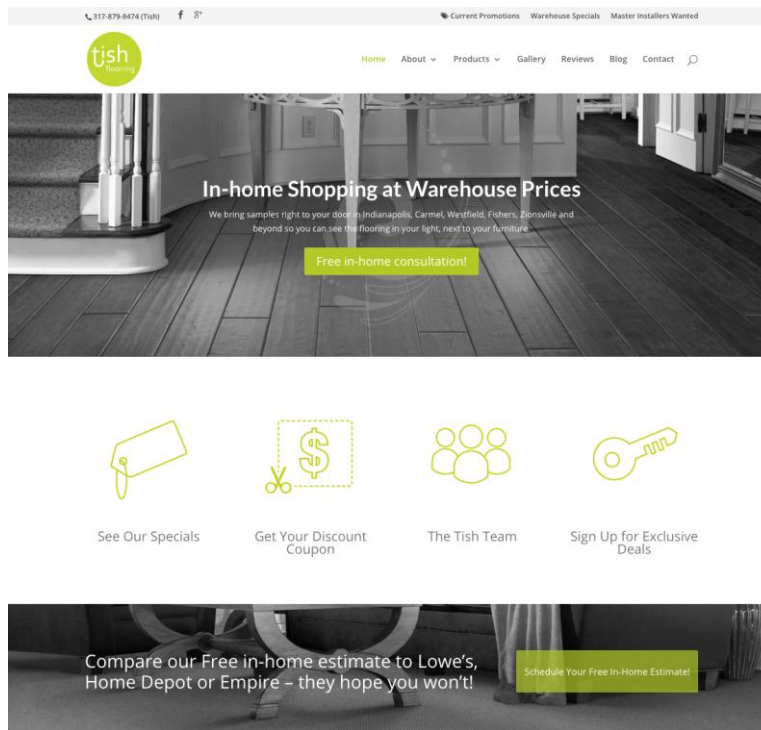 317-879-8474 (Tish) f 8+ Current Promotions Warehouse Specials Master Installers Wanted
tish
flooring
Home About Products Gallery Reviews Blog Contact
In-home Shopping at Warehouse Prices
We bring samples right to your door in Indianapolis, Carmel, Westfield, Fishers, Zionsville and
beyond so you can see the flooring in your light, next to your furniture
Free in-home consultation!
See Our Specials
Get Your Discount
Coupon
The Tish Team
Sign Up for Exclusive
Deals
Compare our Free in-home estimate to Lowe's,
Home Depot or Empire – they hope you won't!
Schedule Your Free In-Home Estimate!